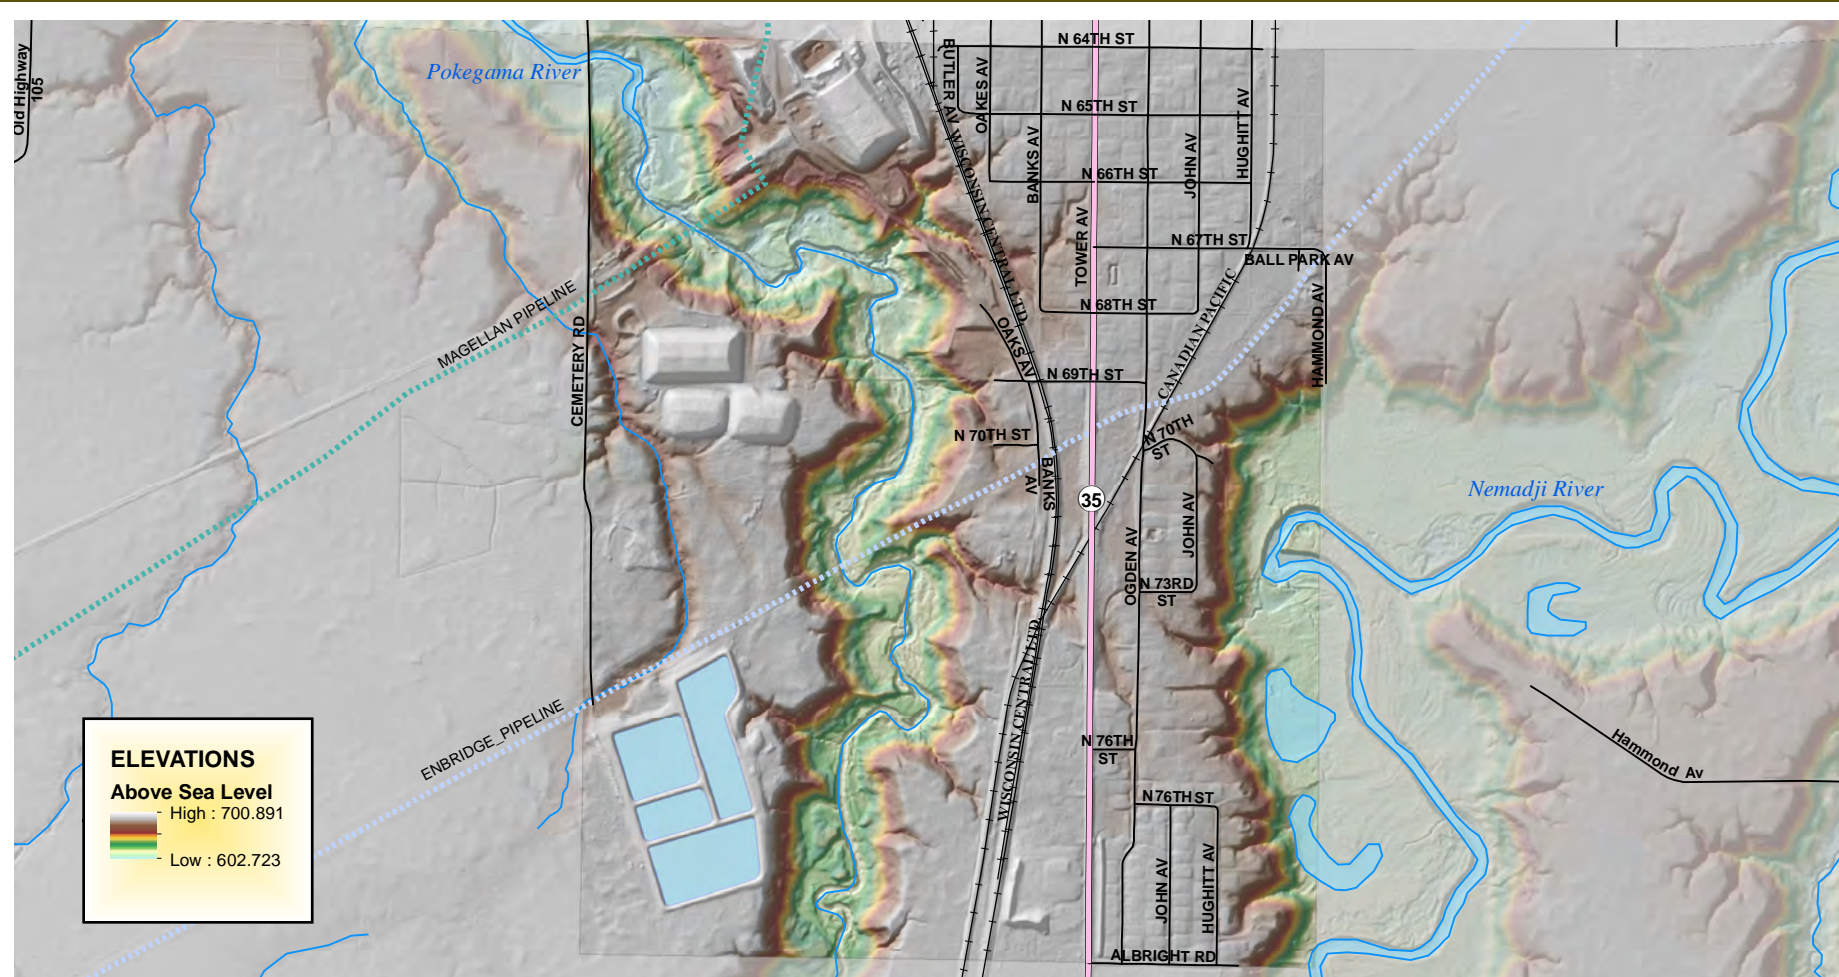 N 64TH ST
Old Highway
105
Pokegama River
BUTLER AV
OAKES AV
N 65TH ST
HUGHITT AV
BANKS AV
JOHN AV
WISCONSIN CENTRAL LTD.
N 66TH ST
TOWER AV
N 67TH ST
BALL PARK AV
MAGELLAN PIPELINE
CEMETERY RD
N 68TH ST
CANADIAN PACIFIC
HAMMOND AV
OAKS AV
N 69TH ST
N 70TH ST
N 70TH
ST
BANKS
AV
35
Nemadji River
JOHN AV
OGDEN AV
N 73RD
ST
WISCONSIN CENTRAL LTD.
ENBRIDGE_PIPELINE
N 76TH
ST
Hammond Av
N 76TH ST
JOHN AV
HUGHITT AV
ALBRIGHT RD
ELEVATIONS
Above Sea Level
High : 700.891
Low : 602.723